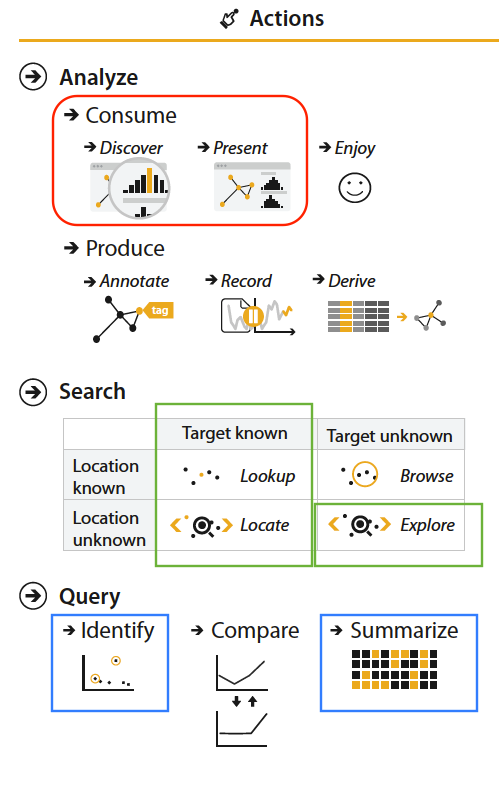 Actions
Analyze
Consume
Discover
Present
Enjoy
Produce
Annotate
Record
Derive
tag
Search
Target known
Target unknown
Location
known
Lookup
Browse
Location
unknown
Locate
Explore
Query
Identify
Compare
Summarize